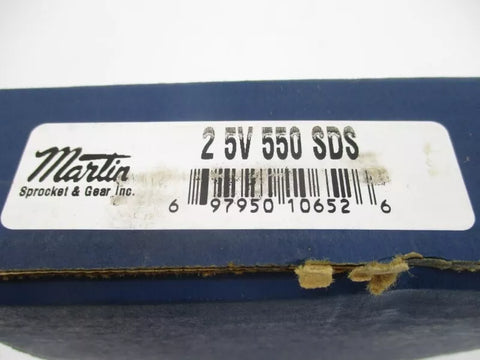 2 5V 550 SDS
Martin
Sprocket & Gear Inc.
6 97950 10652 6